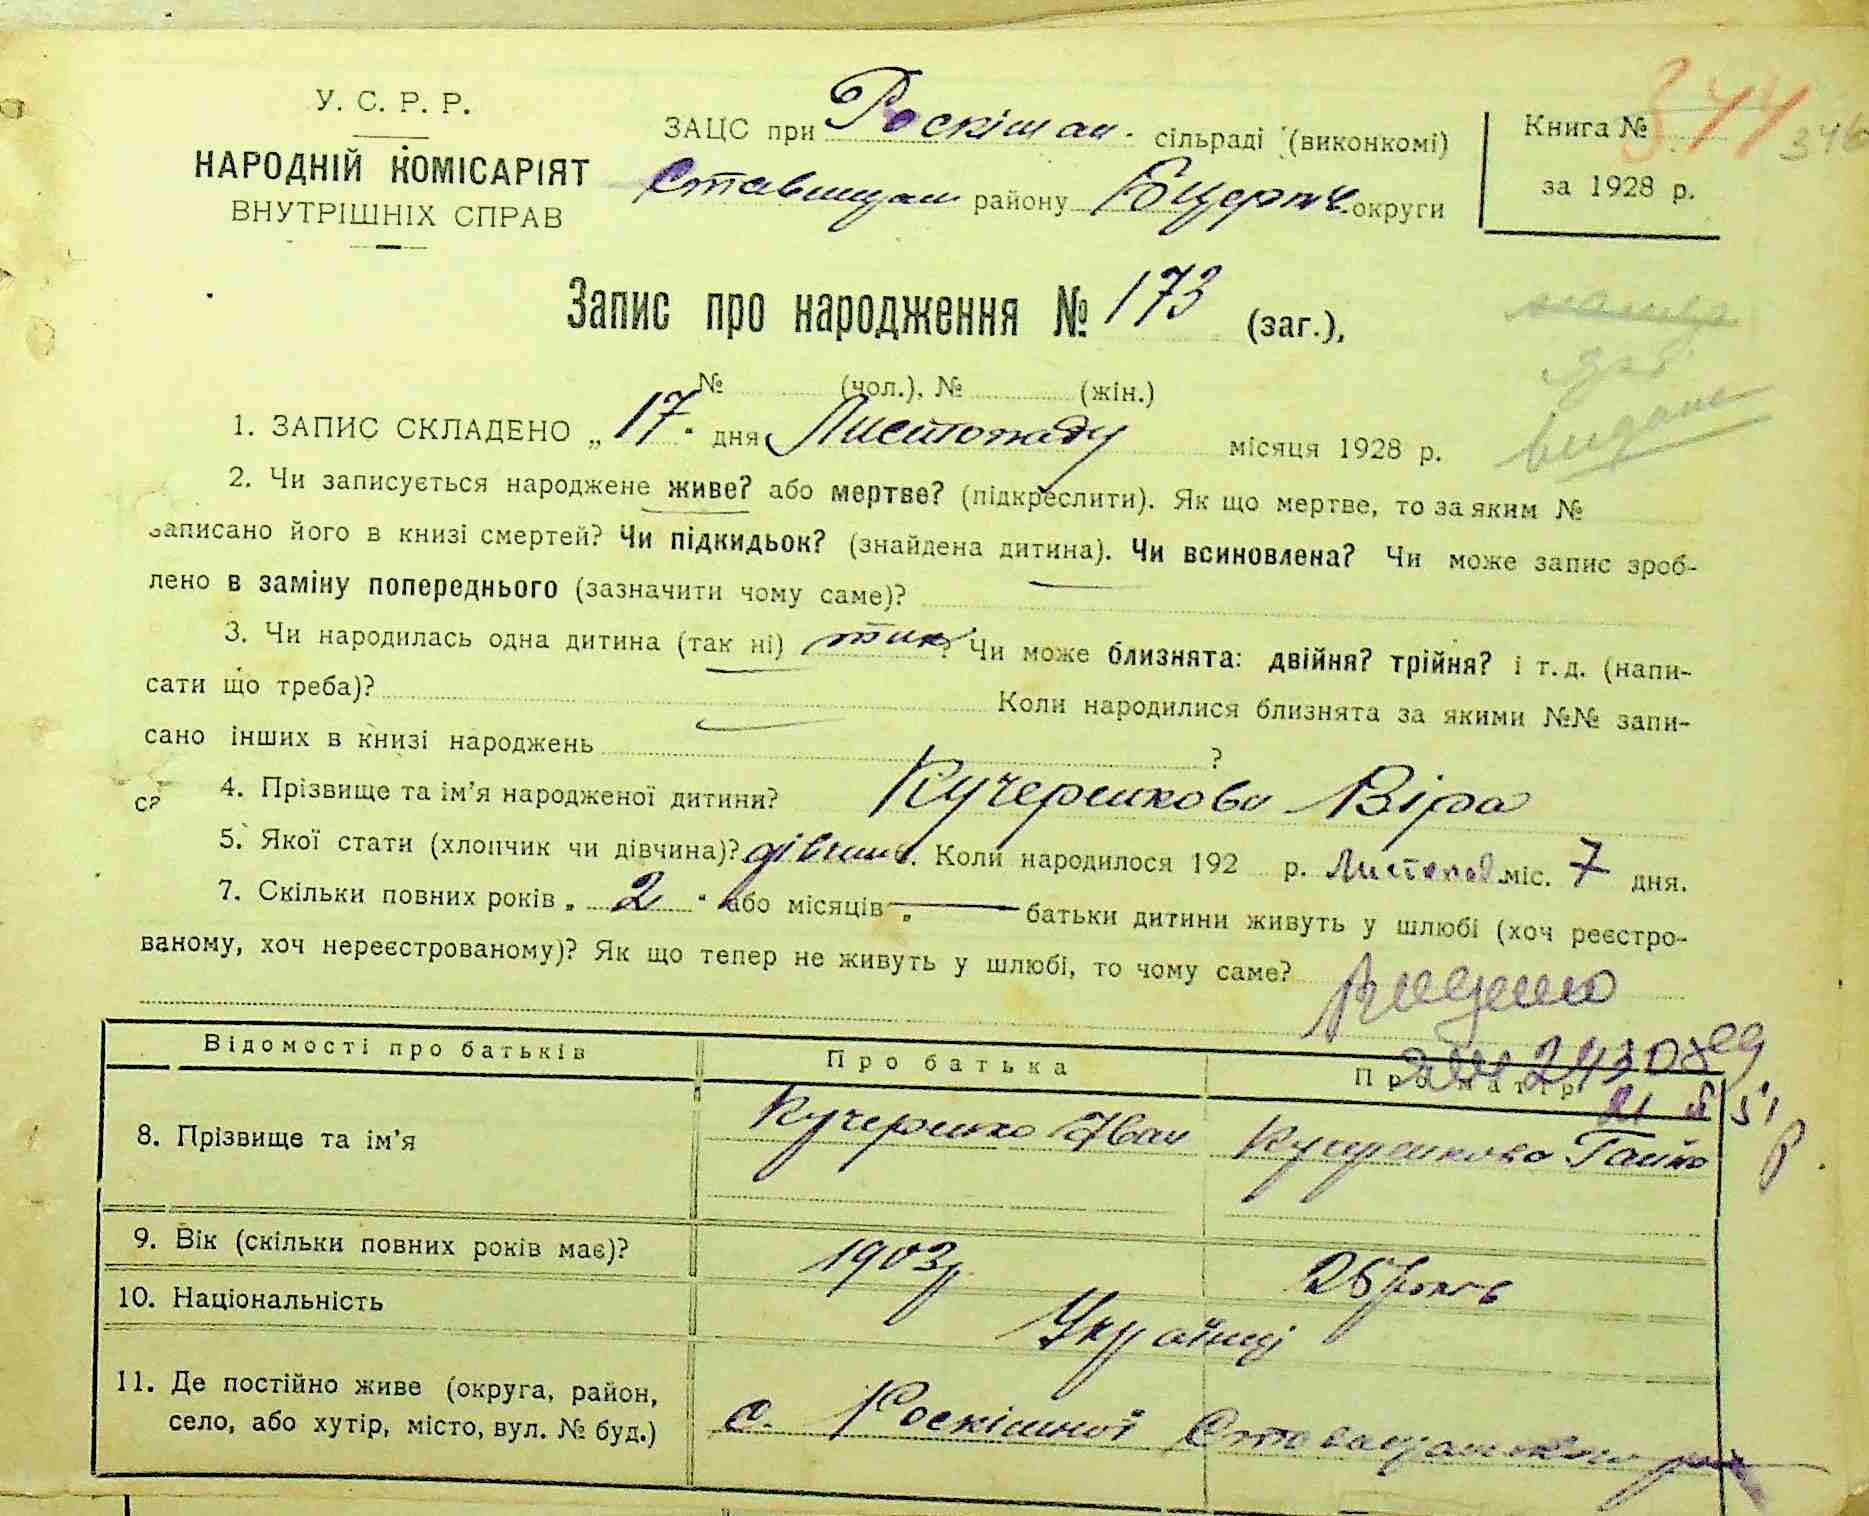 У. С. Р. Р.
НАРОДНІЙ КОМІСАРІЯТ
ВНУТРІШНІХ СПРАВ
ЗАЦС при Роскішан. сільраді (виконкомі)
Ставищан району Б.церків. округи
Книга № 344 346
за 1928 р.
Запис про народження № 173 (заг.),
№ (чол.), № (жін.)
видане
1. ЗАПИС СКЛАДЕНО „17" дня Листопаду місяця 1928 р.
2. Чи записується народжене живе? або мертве? (підкреслити). Як що мертве, то за яким №
записано його в книзі смертей? Чи підкидьок? (знайдена дитина). Чи всиновлена? Чи може запис зроб-
лено в заміну попереднього (зазначити чому саме)?
3. Чи народилась одна дитина (так ні) так? Чи може близнята: двійня? трійня? і т. д. (напи-
сати що треба)? Коли народилися близнята за якими №№ запи-
сано інших в книзі народжень ?
4. Прізвище та ім'я народженої дитини? Кучеренкова Віра
5. Якої стати (хлопчик чи дівчина)? дівчина. Коли народилося 192 р. Листопад. міс. 7 дня.
7. Скільки повних років „2" або місяців „ — батьки дитини живуть у шлюбі (хоч реєстро-
ваному, хоч нереєстрованому)? Як що тепер не живуть у шлюбі, то чому саме?
Відомості про батьків
Про батька
Про матір
8. Прізвище та ім'я
Кучеренко Іван
Кучеренкова Ганна
9. Вік (скільки повних років має)?
1903 р.
25 років
10. Національність
Українці
11. Де постійно живе (округа, район,
село, або хутір, місто, вул. № буд.)
с. Роскішної Ставищанського